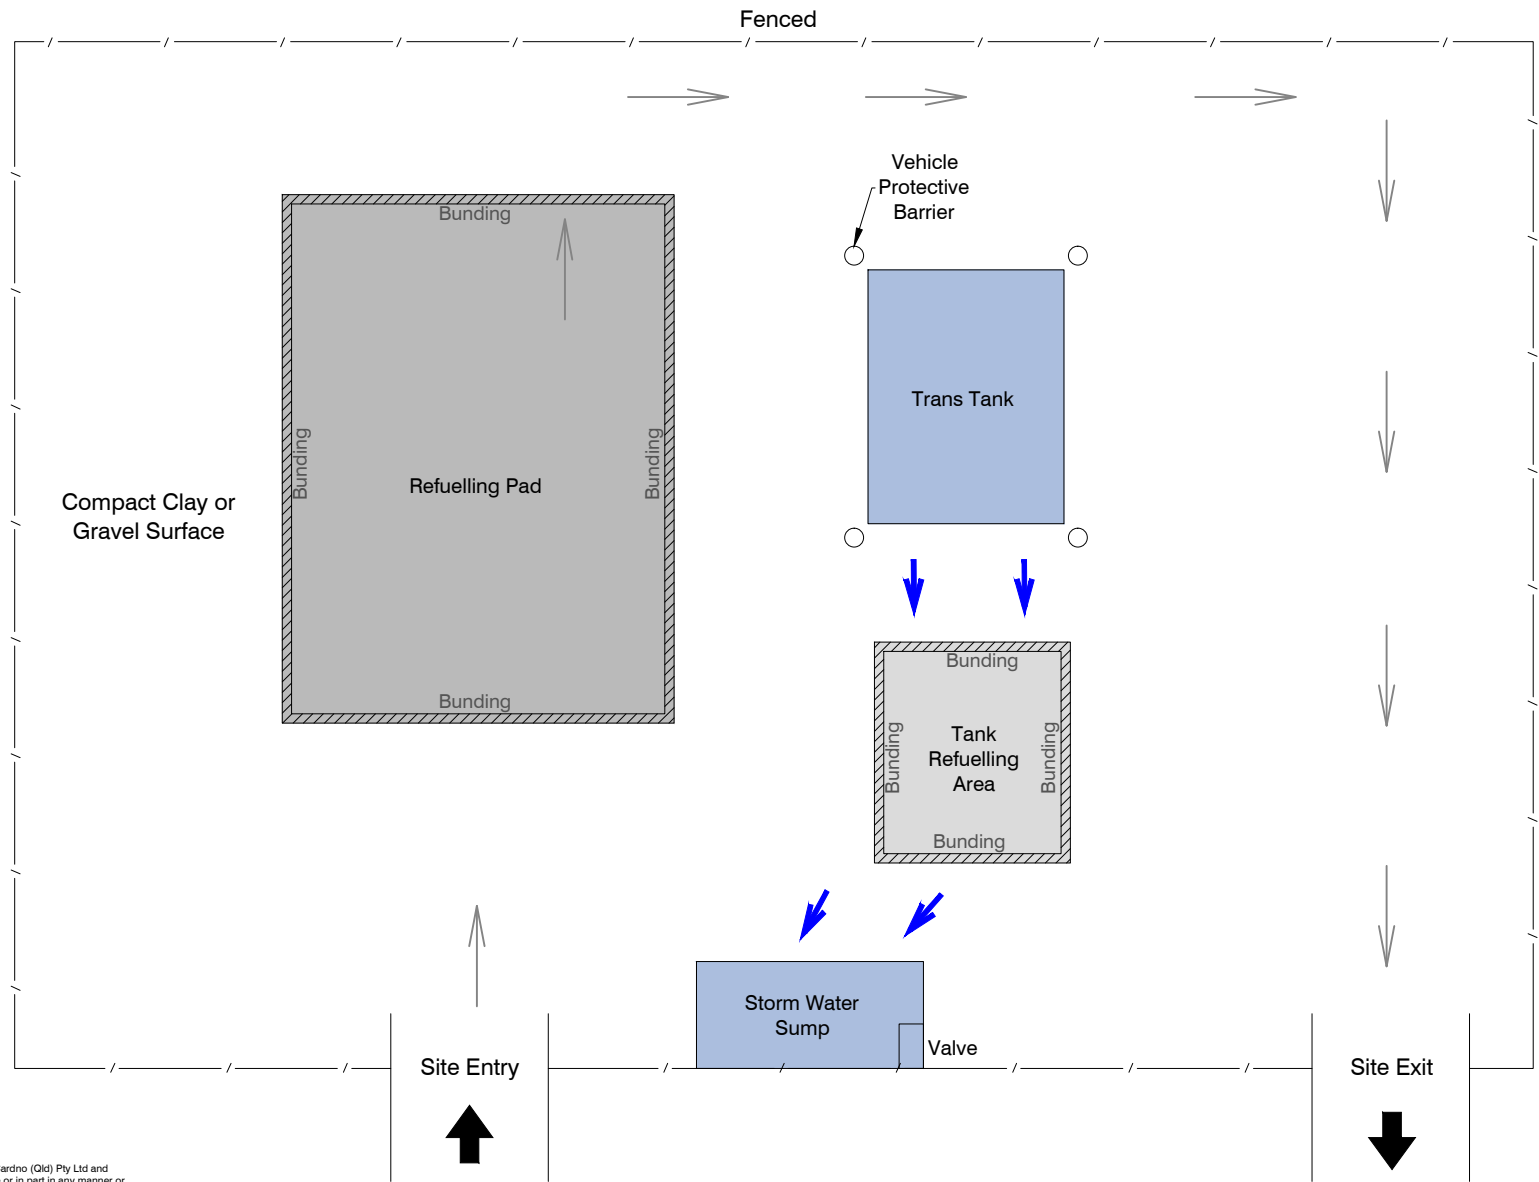 Fenced
Vehicle
Protective
Barrier
Bunding
Trans Tank
Bunding
Bunding
Refuelling Pad
Compact Clay or
Gravel Surface
Bunding
Bunding
Tank
Refuelling
Area
Bunding
Bunding
Bunding
Storm Water
Sump
Valve
Site Entry
Site Exit
ardno (Qld) Pty Ltd and
or in part in any manner or